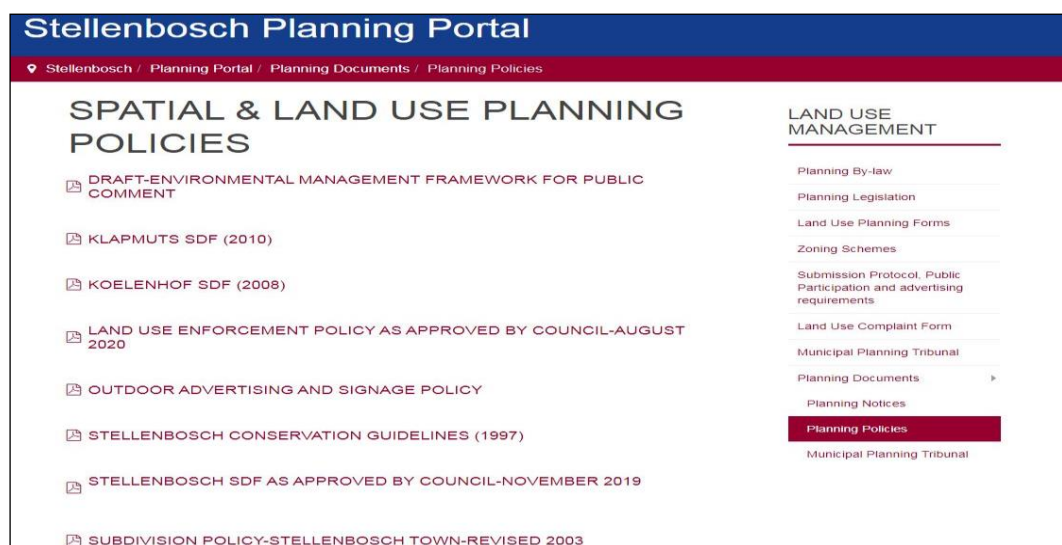 Stellenbosch Planning Portal
Stellenbosch / Planning Portal / Planning Documents / Planning Policies
SPATIAL & LAND USE PLANNING
POLICIES
DRAFT-ENVIRONMENTAL MANAGEMENT FRAMEWORK FOR PUBLIC
COMMENT
KLAPMUTS SDF (2010)
KOELENHOF SDF (2008)
LAND USE ENFORCEMENT POLICY AS APPROVED BY COUNCIL-AUGUST
2020
OUTDOOR ADVERTISING AND SIGNAGE POLICY
STELLENBOSCH CONSERVATION GUIDELINES (1997)
STELLENBOSCH SDF AS APPROVED BY COUNCIL-NOVEMBER 2019
SUBDIVISION POLICY-STELLENBOSCH TOWN-REVISED 2003
LAND USE
MANAGEMENT
Planning By-law
Planning Legislation
Land Use Planning Forms
Zoning Schemes
Submission Protocol, Public
Participation and advertising
requirements
Land Use Complaint Form
Municipal Planning Tribunal
Planning Documents
Planning Notices
Planning Policies
Municipal Planning Tribunal